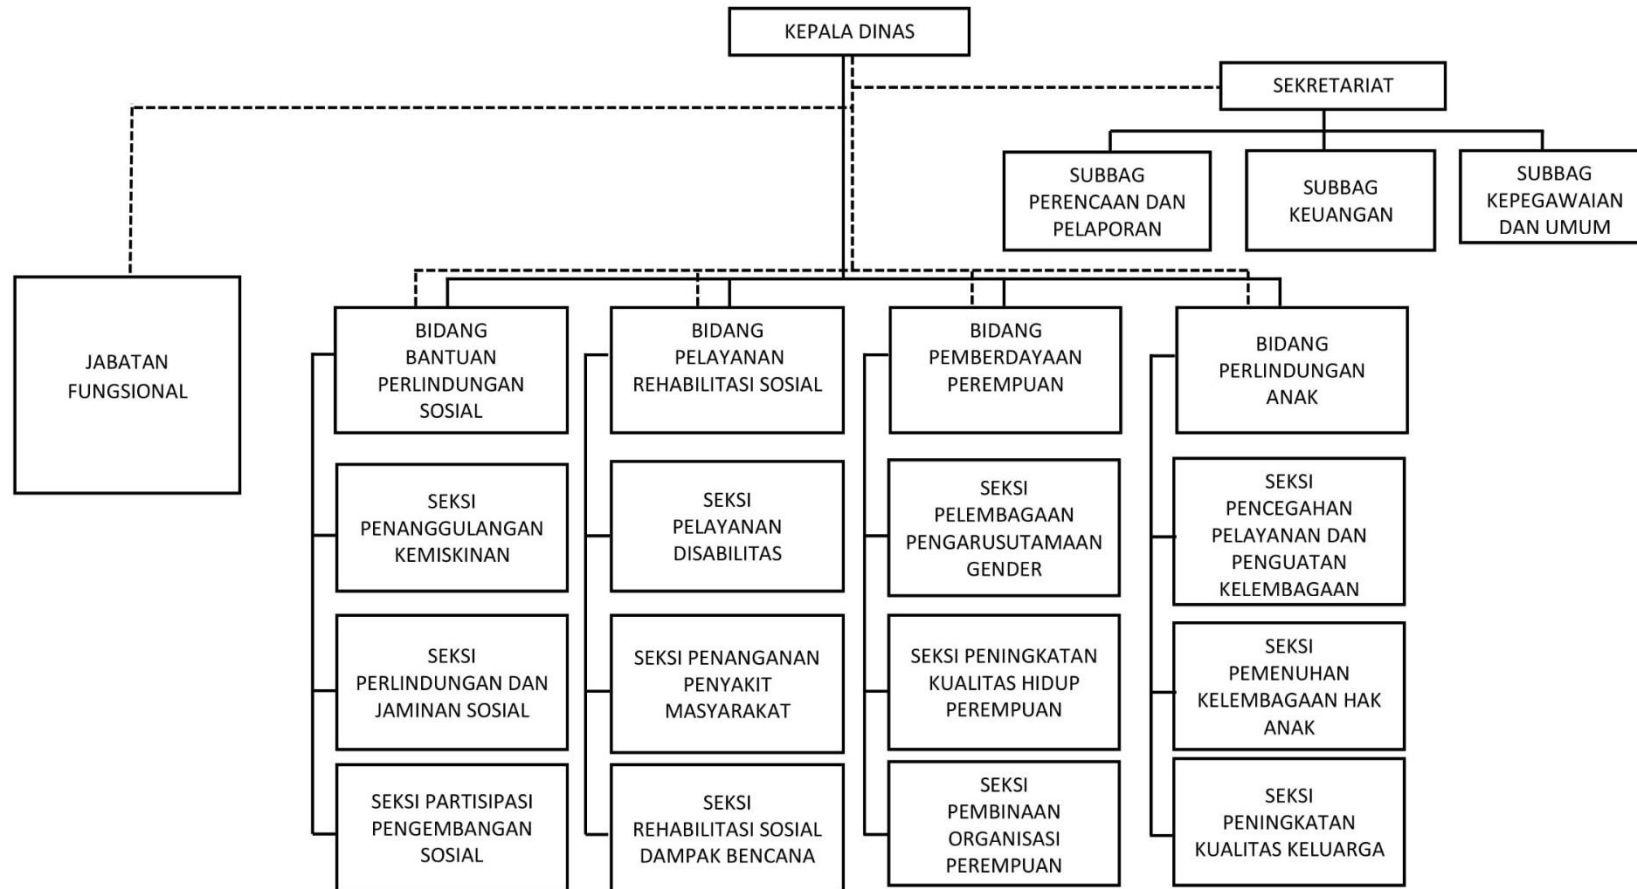 KEPALA DINAS
SEKRETARIAT
SUBBAG
PERENCAAN DAN
PELAPORAN
SUBBAG
KEUANGAN
SUBBAG
KEPEGAWAIAN
DAN UMUM
JABATAN
FUNGSIONAL
BIDANG
BANTUAN
PERLINDUNGAN
SOSIAL
BIDANG
PELAYANAN
REHABILITASI SOSIAL
BIDANG
PEMBERDAYAAN
PEREMPUAN
BIDANG
PERLINDUNGAN
ANAK
SEKSI
PENANGGULANGAN
KEMISKINAN
SEKSI
PELAYANAN
DISABILITAS
SEKSI
PELEMBAGAAN
PENGARUSUTAMAAN
GENDER
SEKSI
PENCEGAHAN
PELAYANAN DAN
PENGUATAN
KELEMBAGAAN
SEKSI
PERLINDUNGAN DAN
JAMINAN SOSIAL
SEKSI PENANGANAN
PENYAKIT
MASYARAKAT
SEKSI PENINGKATAN
KUALITAS HIDUP
PEREMPUAN
SEKSI
PEMENUHAN
KELEMBAGAAN HAK
ANAK
SEKSI PARTISIPASI
PENGEMBANGAN
SOSIAL
SEKSI
REHABILITASI SOSIAL
DAMPAK BENCANA
SEKSI
PEMBINAAN
ORGANISASI
PEREMPUAN
SEKSI
PENINGKATAN
KUALITAS KELUARGA